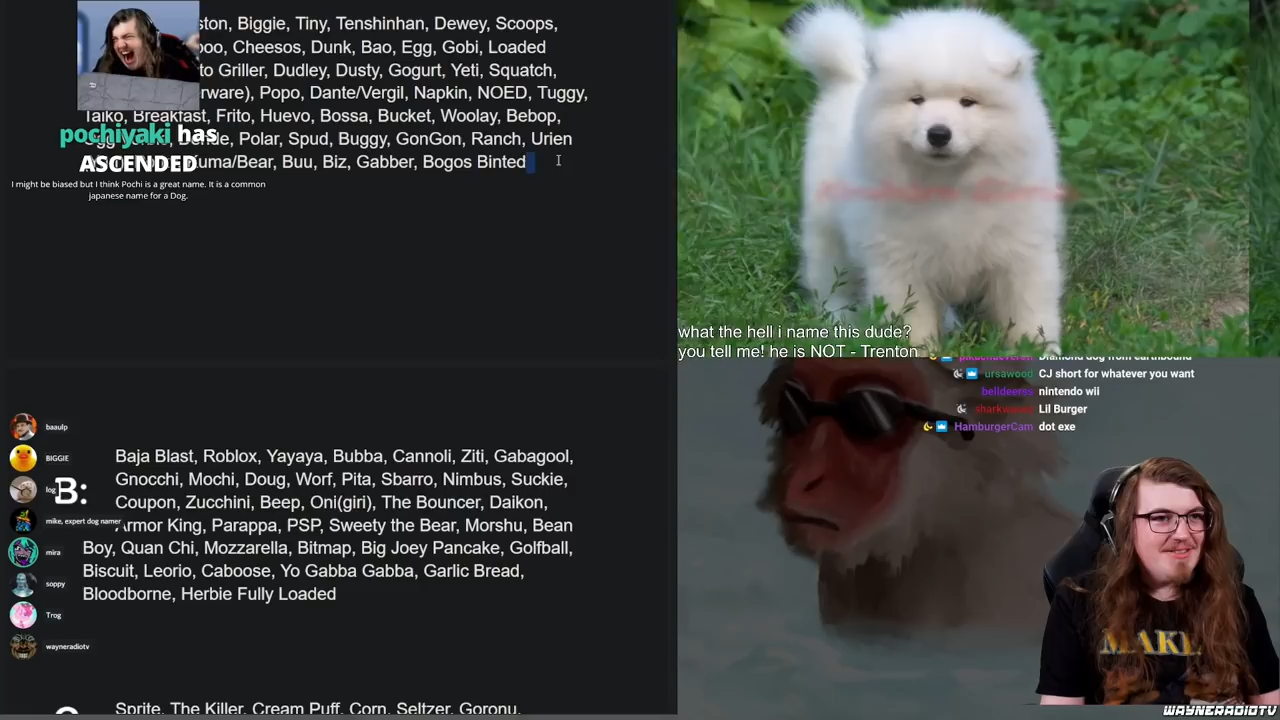 ston, Biggie, Tiny, Tenshinhan, Dewey, Scoops,
Cheesos, Dunk, Bao, Egg, Gobi, Loaded
Griller, Dudley, Dusty, Gogurt, Yeti, Squatch,
Popo, Dante/Vergil, Napkin, NOED, Tuggy,
Taiko, Breakfast, Frito, Huevo, Bossa, Bucket, Woolay, Bebop,
Polar, Spud, Buggy, GonGon, Ranch, Urien
Kuma/Bear, Buu, Biz, Gabber, Bogos Binted
pochiyaki has
ASCENDED
I might be biased but I think Pochi is a great name. It is a common
japanese name for a Dog.
what the hell i name this dude?
you tell me! he is NOT - Trenton
Diamond dog from earthbound
ursawood CJ short for whatever you want
belldeerss nintendo wii
Lil Burger
HamburgerCam dot exe
baaulp
BIGGIE
log
mike, expert dog namer
mira
soppy
Trog
wayneradiotv
B:
Baja Blast, Roblox, Yayaya, Bubba, Cannoli, Ziti, Gabagool,
Gnocchi, Mochi, Doug, Worf, Pita, Sbarro, Nimbus, Suckie,
Coupon, Zucchini, Beep, Oni(giri), The Bouncer, Daikon,
Armor King, Parappa, PSP, Sweety the Bear, Morshu, Bean
Boy, Quan Chi, Mozzarella, Bitmap, Big Joey Pancake, Golfball,
Biscuit, Leorio, Caboose, Yo Gabba Gabba, Garlic Bread,
Bloodborne, Herbie Fully Loaded
Sprite, The Killer, Cream Puff, Corn, Seltzer, Goronu,
MAKE
WAYNERADIOTV